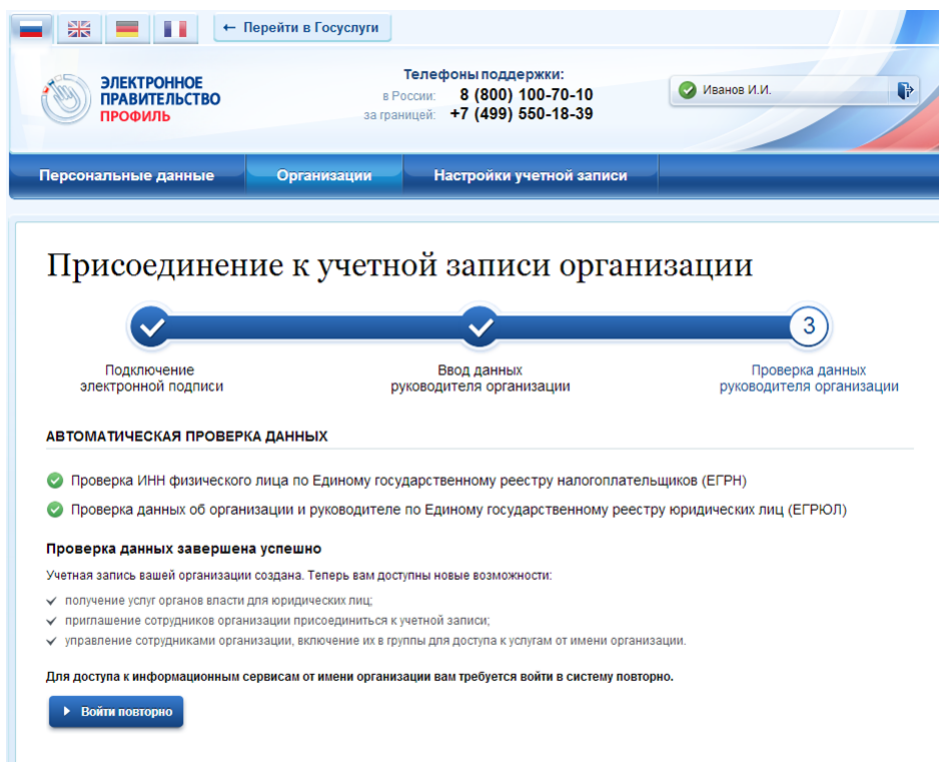 ← Перейти в Госуслуги
ЭЛЕКТРОННОЕ
ПРАВИТЕЛЬСТВО
ПРОФИЛЬ
Телефоны поддержки:
в России: 8 (800) 100-70-10
за границей: +7 (499) 550-18-39
Иванов И.И.
Персональные данные Организации Настройки учетной записи
Присоединение к учетной записи организации
3
Подключение
электронной подписи
Ввод данных
руководителя организации
Проверка данных
руководителя организации
АВТОМАТИЧЕСКАЯ ПРОВЕРКА ДАННЫХ
Проверка ИНН физического лица по Единому государственному реестру налогоплательщиков (ЕГРН)
Проверка данных об организации и руководителе по Единому государственному реестру юридических лиц (ЕГРЮЛ)
Проверка данных завершена успешно
Учетная запись вашей организации создана. Теперь вам доступны новые возможности:
получение услуг органов власти для юридических лиц;
приглашение сотрудников организации присоединиться к учетной записи;
управление сотрудниками организации, включение их в группы для доступа к услугам от имени организации.
Для доступа к информационным сервисам от имени организации вам требуется войти в систему повторно.
Войти повторно